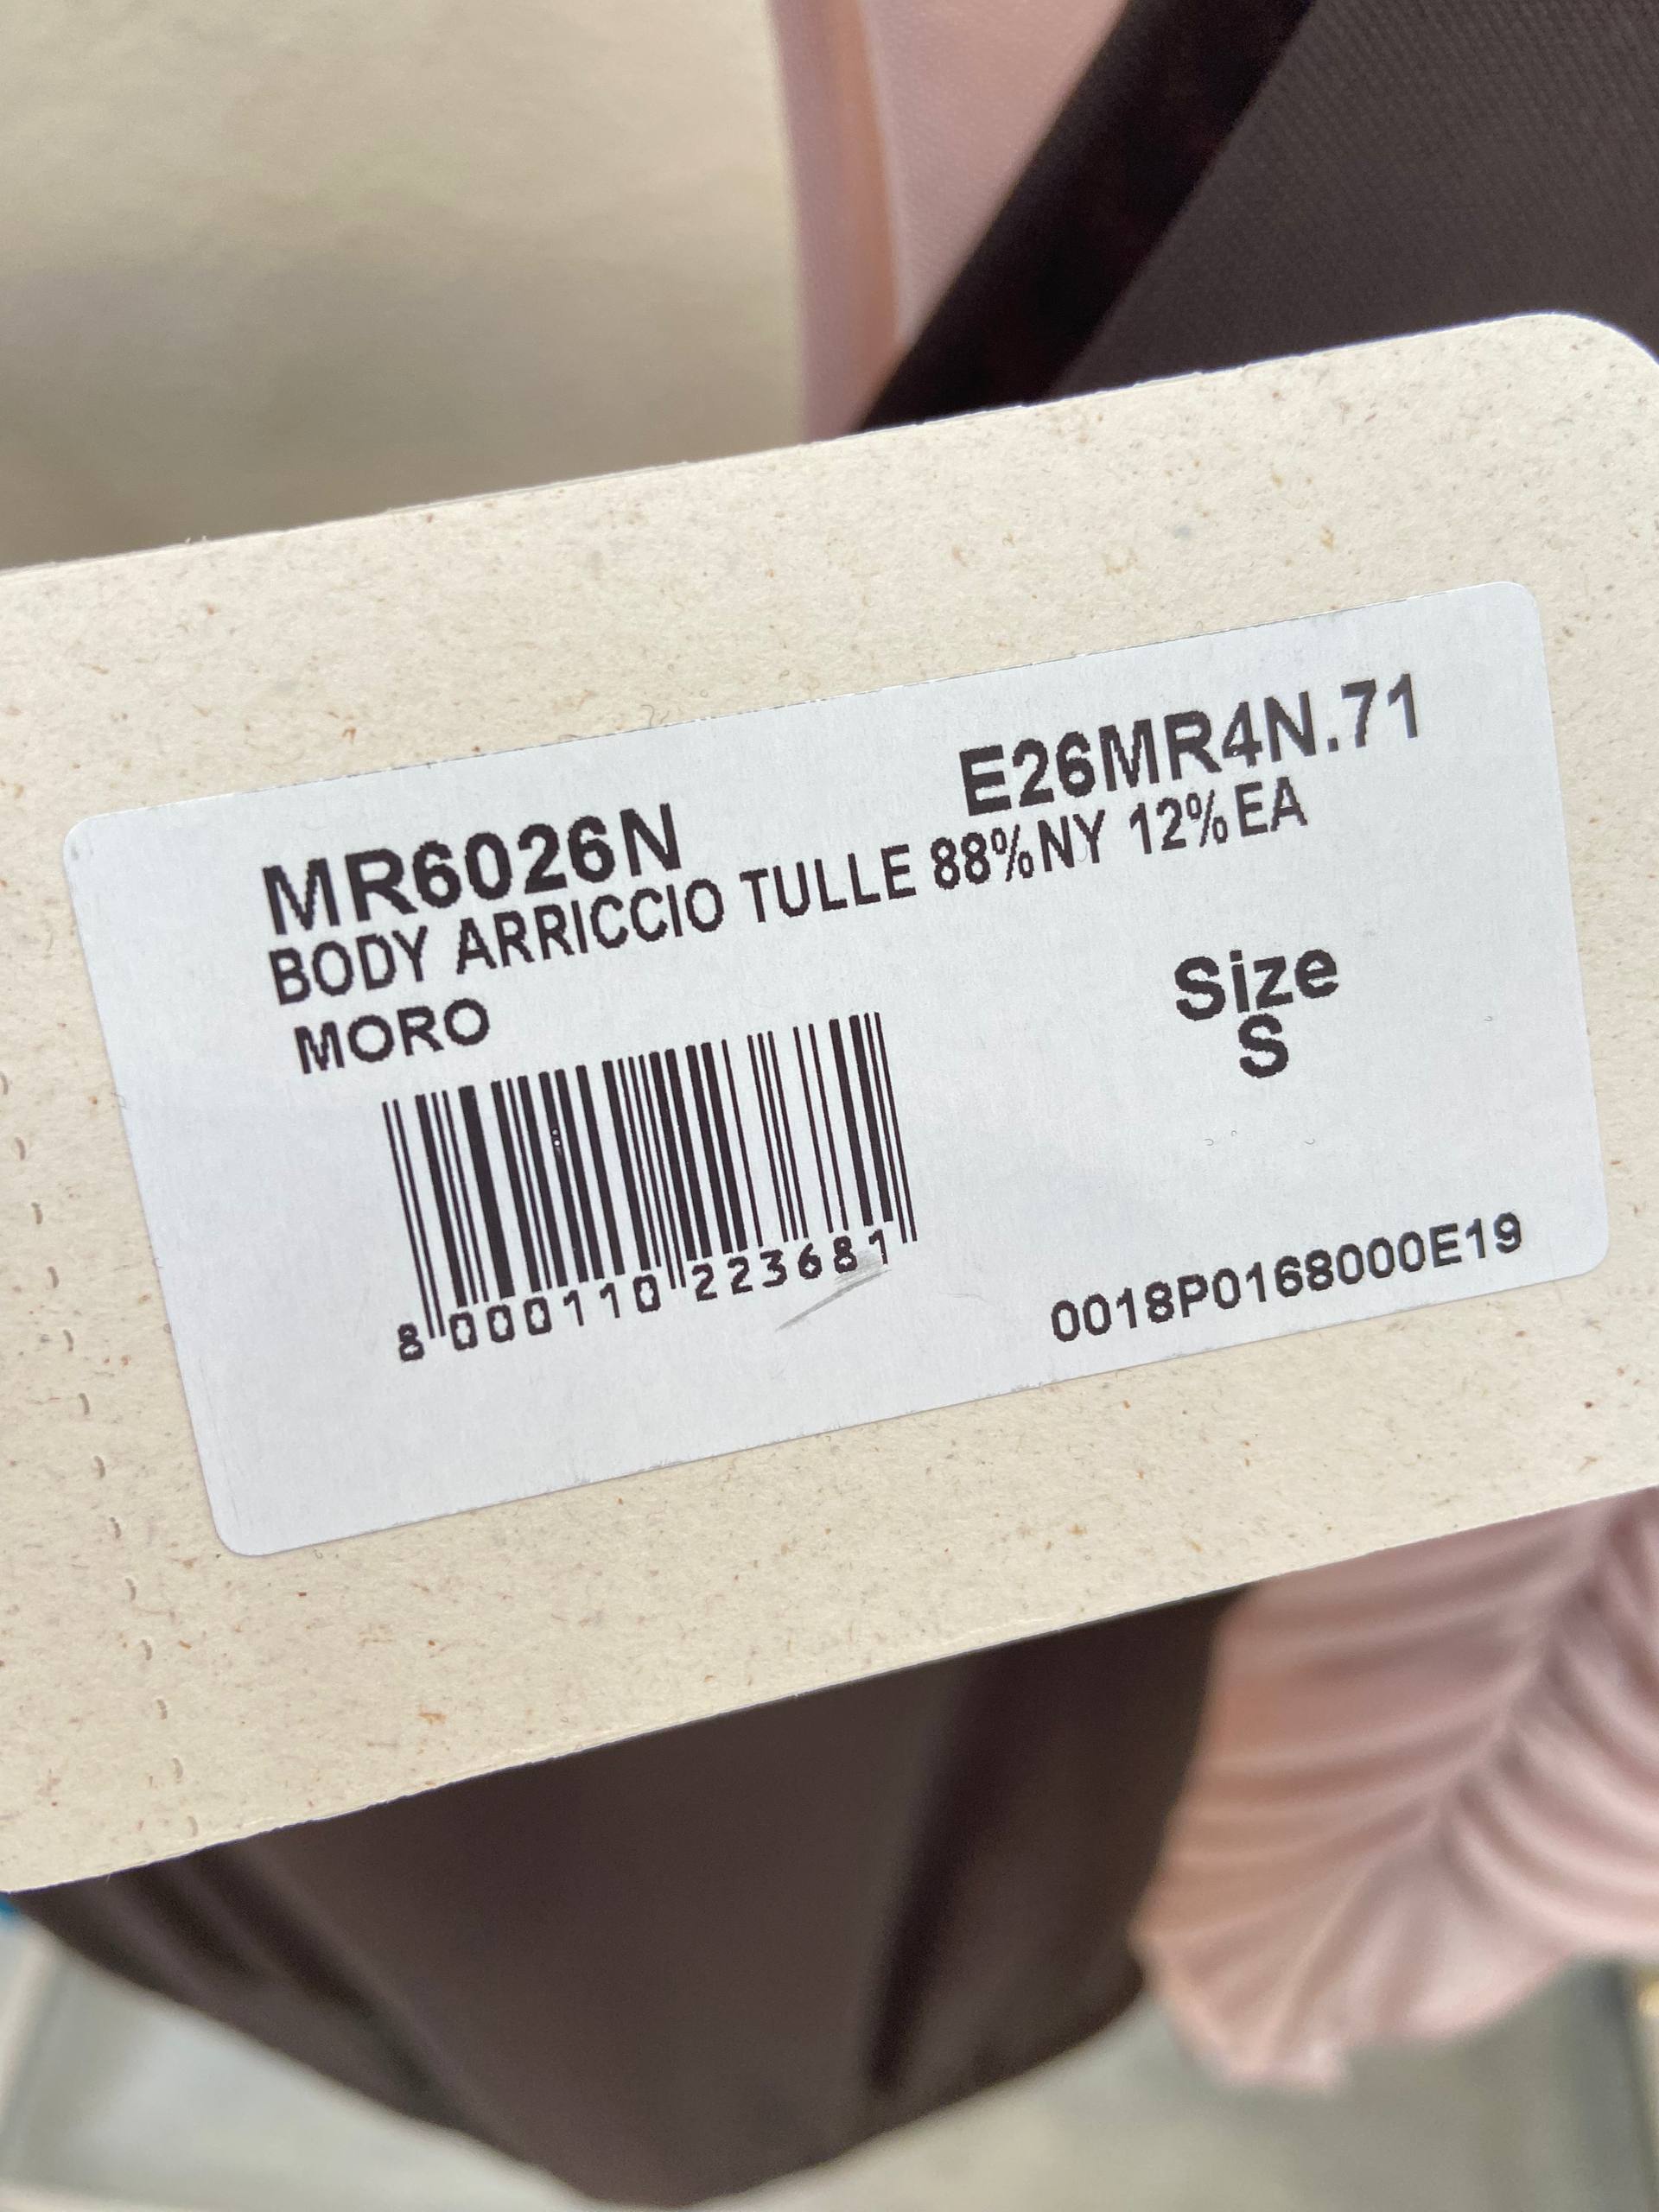 MR6026N E26MR4N.71
BODY ARRICCIO TULLE 88%NY 12%EA
MORO
Size
S
8 000110 223681
0018P0168000E19